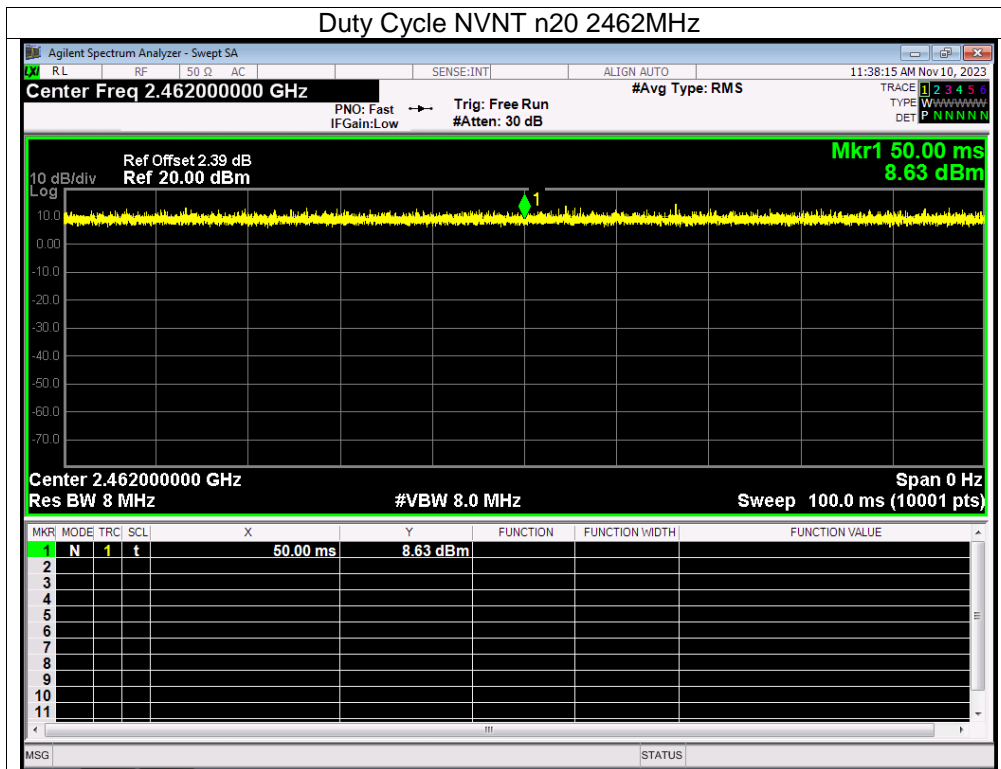 Duty Cycle NVNT n20 2462MHz
Agilent Spectrum Analyzer - Swept SA
LXI RL RF 50 Ω AC SENSE:INT ALIGN AUTO 11:38:15 AM Nov 10, 2023
Center Freq 2.462000000 GHz #Avg Type: RMS TRACE 1 2 3 4 5 6
PNO: Fast Trig: Free Run TYPE WWWWWW
IFGain:Low #Atten: 30 dB DET P N N N N N
Mkr1 50.00 ms
Ref Offset 2.39 dB
10 dB/div Ref 20.00 dBm 8.63 dBm
Log
1
10.0
0.00
-10.0
-20.0
-30.0
-40.0
-50.0
-60.0
-70.0
Center 2.462000000 GHz Span 0 Hz
Res BW 8 MHz #VBW 8.0 MHz Sweep 100.0 ms (10001 pts)
MKR MODE TRC SCL X Y FUNCTION FUNCTION WIDTH FUNCTION VALUE
1 N 1 t 50.00 ms 8.63 dBm
2
3
4
5
6
7
8
9
10
11
MSG STATUS